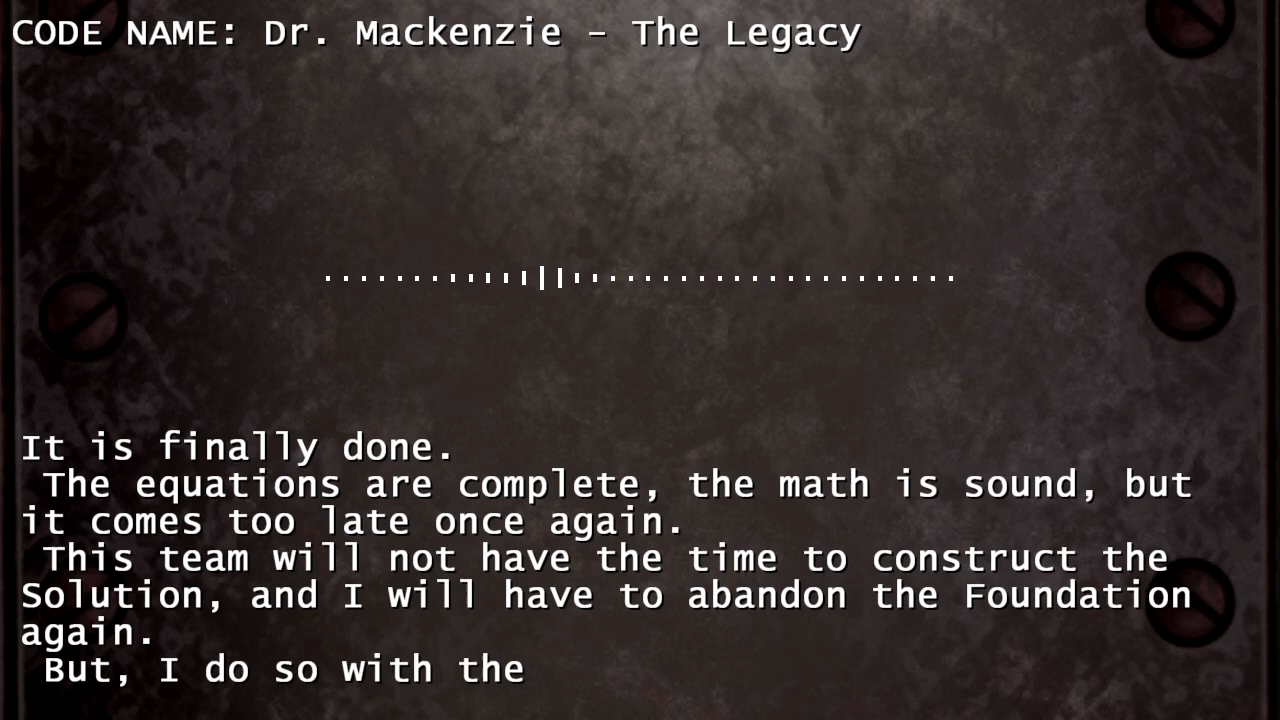 CODE NAME: Dr. Mackenzie - The Legacy
It is finally done.
The equations are complete, the math is sound, but
it comes too late once again.
This team will not have the time to construct the
Solution, and I will have to abandon the Foundation
again.
But, I do so with the